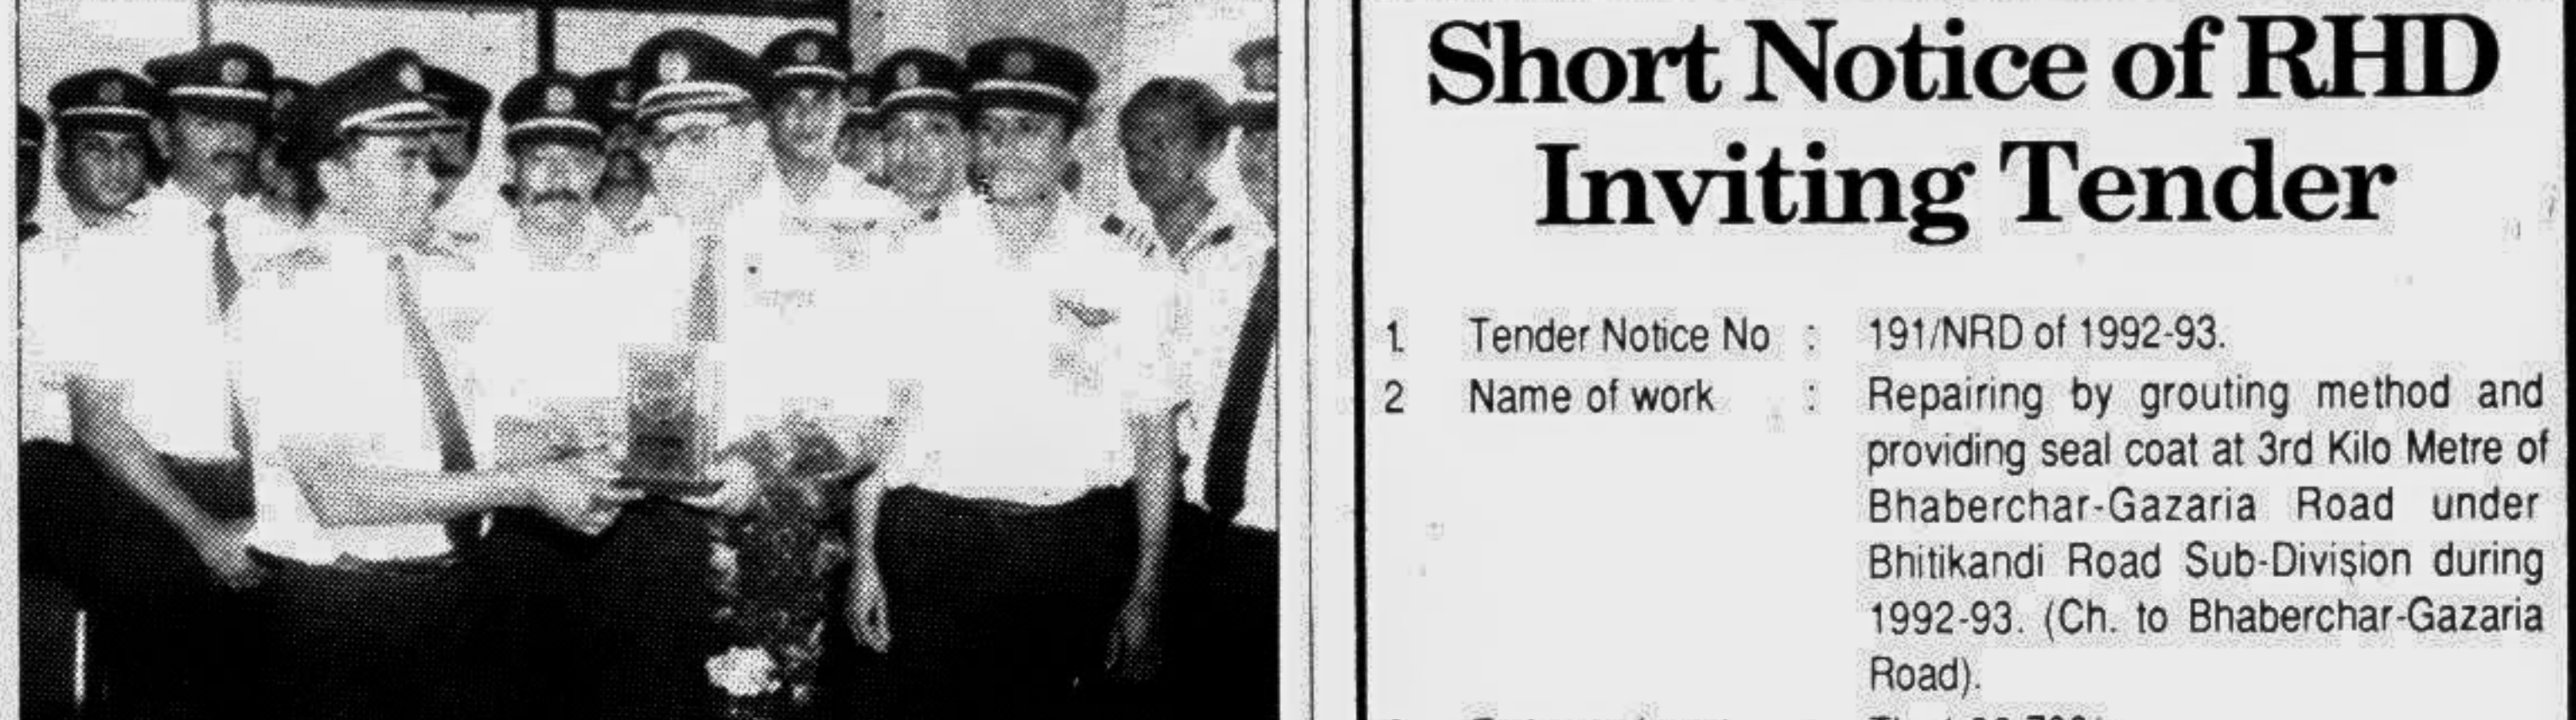 Short Notice of RHD
Inviting Tender
1. Tender Notice No : 191/NRD of 1992-93.
2 Name of work : Repairing by grouting method and
providing seal coat at 3rd Kilo Metre of
Bhaberchar-Gazaria Road under
Bhitikandi Road Sub-Division during
1992-93. (Ch. to Bhaberchar-Gazaria
Road).